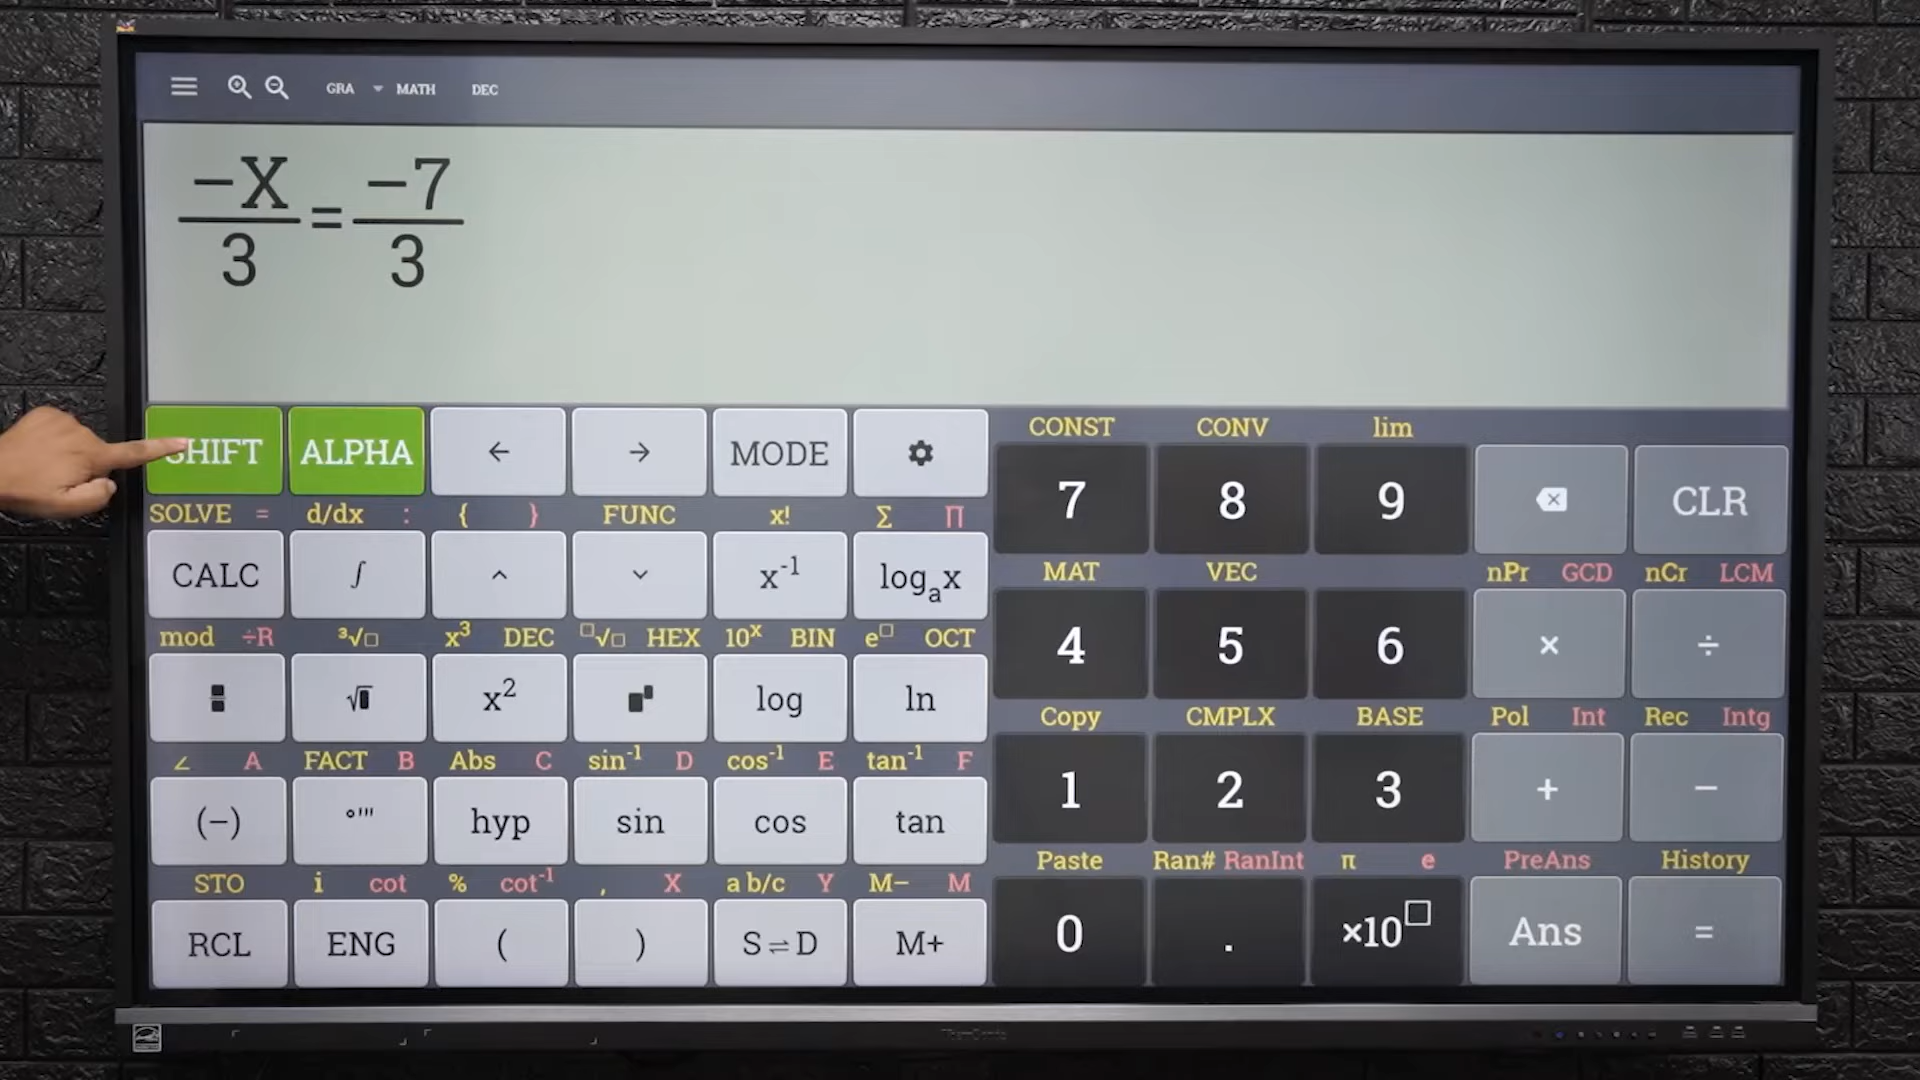 GRA MATH DEC
-X/3 = -7/3
SHIFT ALPHA ← → MODE
CONST CONV lim
7 8 9 CLR
SOLVE = d/dx : { } FUNC x! Σ Π
CALC ∫ ^ ˅ x⁻¹ logₐx
MAT VEC nPr GCD nCr LCM
4 5 6 × ÷
mod ÷R ³√□ x³ DEC □√□ HEX 10ˣ BIN e□ OCT
√ x² log ln
Copy CMPLX BASE Pol Int Rec Intg
1 2 3 + −
∠ A FACT B Abs C sin⁻¹ D cos⁻¹ E tan⁻¹ F
(−) °''' hyp sin cos tan
Paste Ran# RanInt π e PreAns History
0 . ×10□ Ans =
STO i cot % cot⁻¹ , X a b/c Y M− M
RCL ENG ( ) S⇌D M+